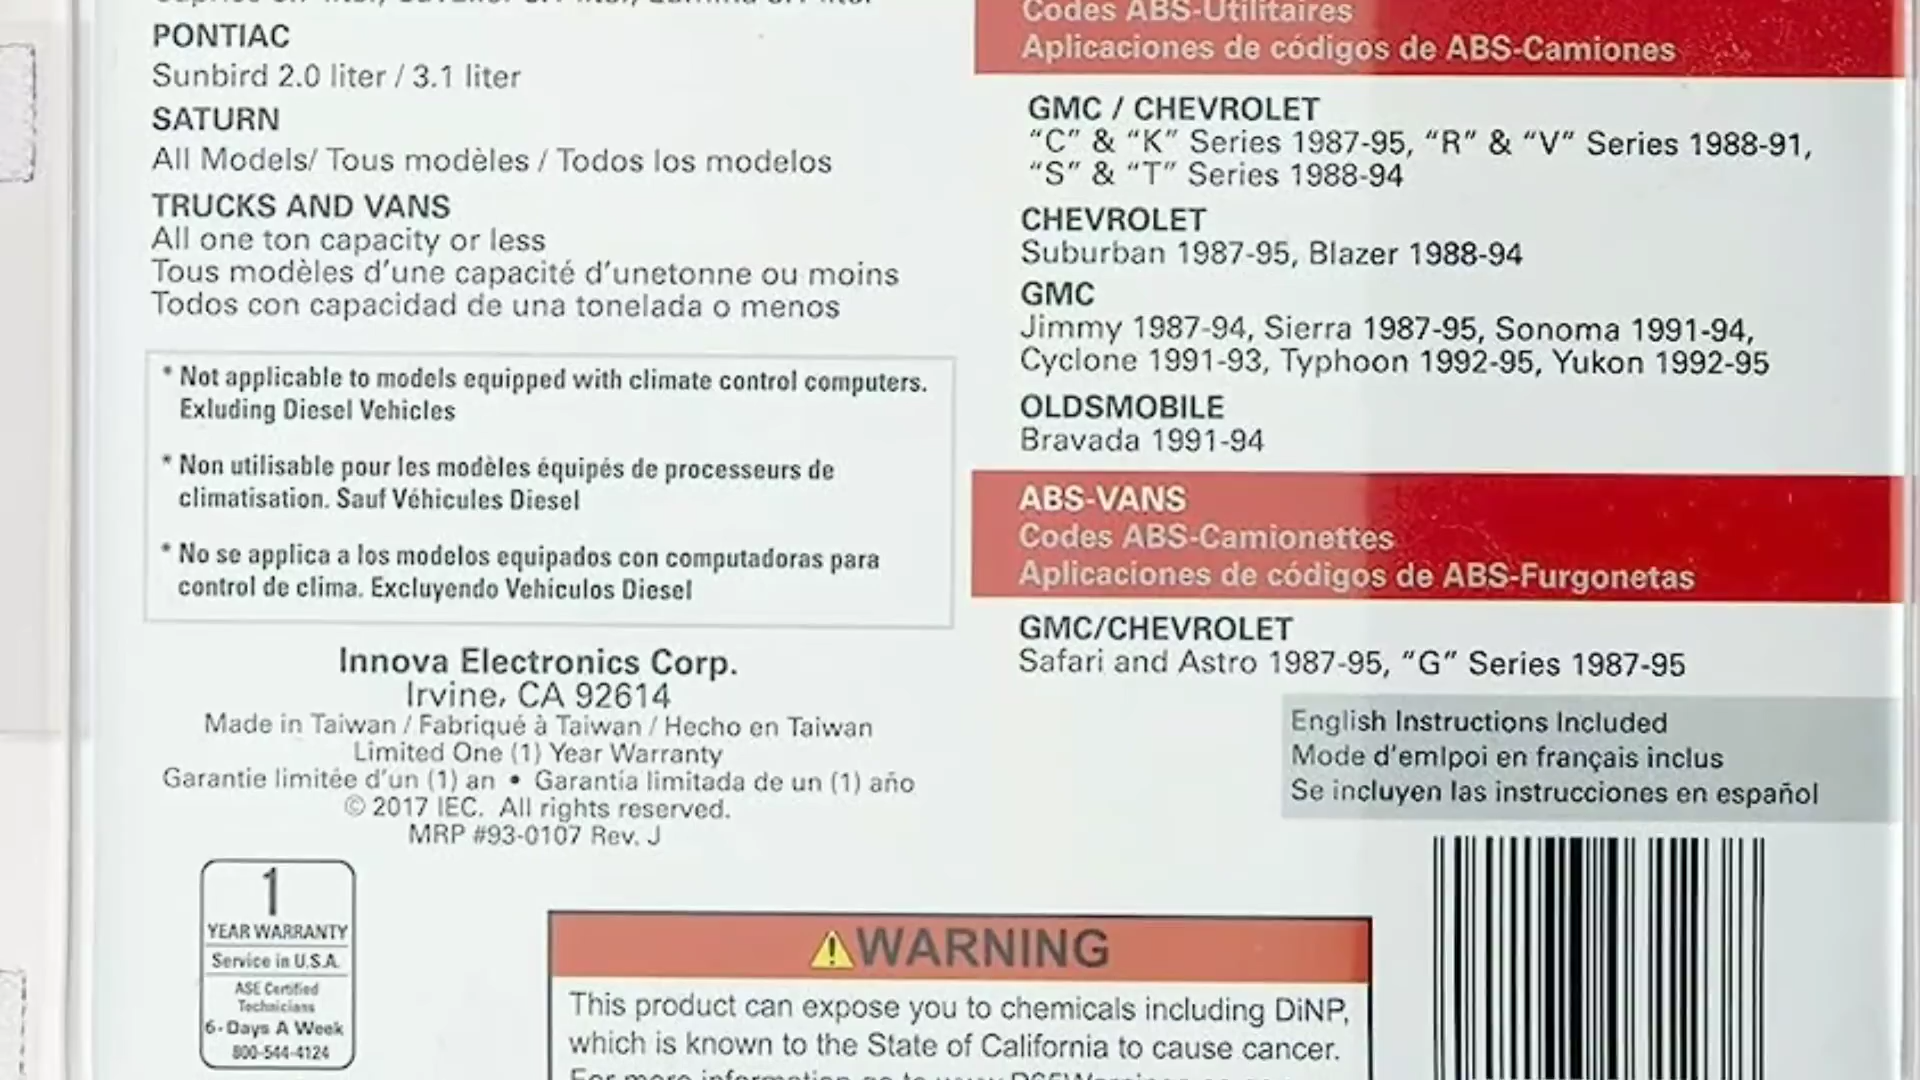 PONTIAC
Sunbird 2.0 liter / 3.1 liter
SATURN
All Models/ Tous modèles / Todos los modelos
TRUCKS AND VANS
All one ton capacity or less
Tous modèles d'une capacité d'unetonne ou moins
Todos con capacidad de una tonelada o menos
* Not applicable to models equipped with climate control computers.
Exluding Diesel Vehicles
* Non utilisable pour les modèles équipés de processeurs de
climatisation. Sauf Véhicules Diesel
* No se applica a los modelos equipados con computadoras para
control de clima. Excluyendo Vehiculos Diesel
Innova Electronics Corp.
Irvine, CA 92614
Made in Taiwan / Fabriqué à Taiwan / Hecho en Taiwan
Limited One (1) Year Warranty
Garantie limitée d'un (1) an • Garantía limitada de un (1) año
© 2017 IEC. All rights reserved.
MRP #93-0107 Rev. J
1
YEAR WARRANTY
Service in U.S.A.
ASE Certified
Technicians
6-Days A Week
800-544-4124
Codes ABS-Utilitaires
Aplicaciones de códigos de ABS-Camiones
GMC / CHEVROLET
"C" & "K" Series 1987-95, "R" & "V" Series 1988-91,
"S" & "T" Series 1988-94
CHEVROLET
Suburban 1987-95, Blazer 1988-94
GMC
Jimmy 1987-94, Sierra 1987-95, Sonoma 1991-94,
Cyclone 1991-93, Typhoon 1992-95, Yukon 1992-95
OLDSMOBILE
Bravada 1991-94
ABS-VANS
Codes ABS-Camionettes
Aplicaciones de códigos de ABS-Furgonetas
GMC/CHEVROLET
Safari and Astro 1987-95, "G" Series 1987-95
English Instructions Included
Mode d'emlpoi en français inclus
Se incluyen las instrucciones en español
WARNING
This product can expose you to chemicals including DiNP,
which is known to the State of California to cause cancer.